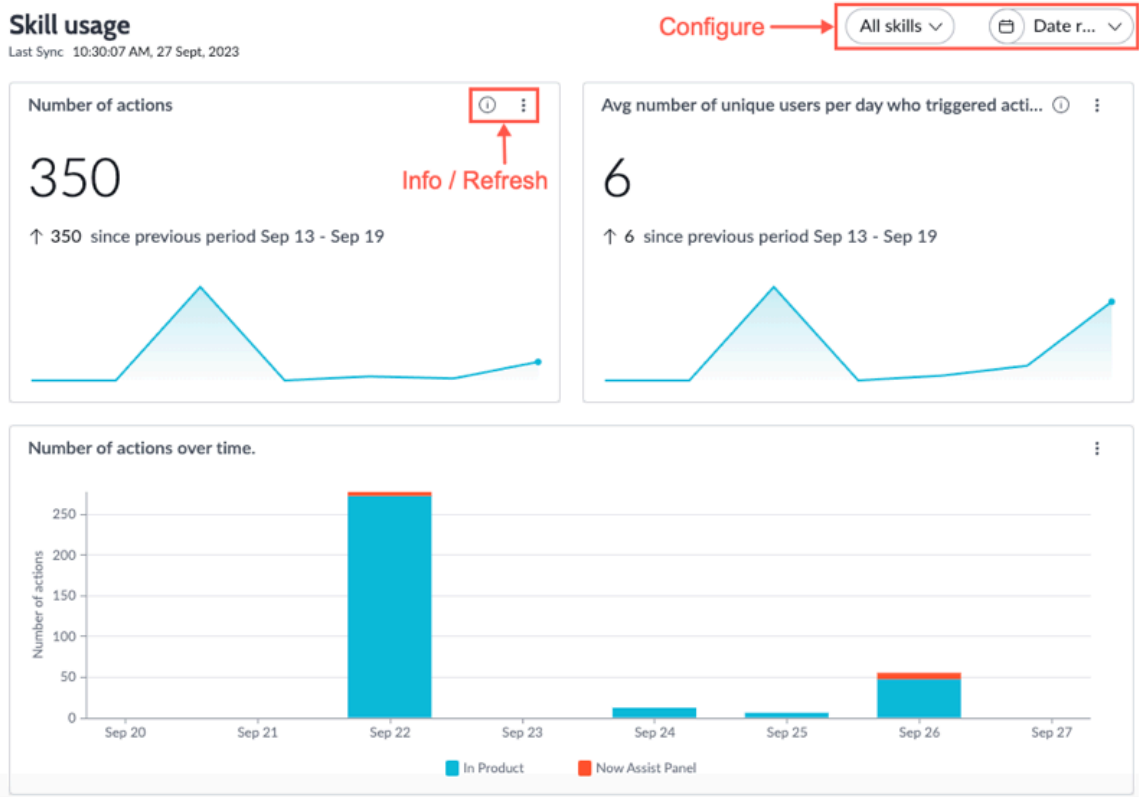 Skill usage
Configure
All skills
Date r...
Last Sync 10:30:07 AM, 27 Sept, 2023
Number of actions
350
↑ 350 since previous period Sep 13 - Sep 19
Info / Refresh
Avg number of unique users per day who triggered acti...
6
↑ 6 since previous period Sep 13 - Sep 19
Number of actions over time.
Number of actions
250
200
150
100
50
0
Sep 20 Sep 21 Sep 22 Sep 23 Sep 24 Sep 25 Sep 26 Sep 27
In Product Now Assist Panel